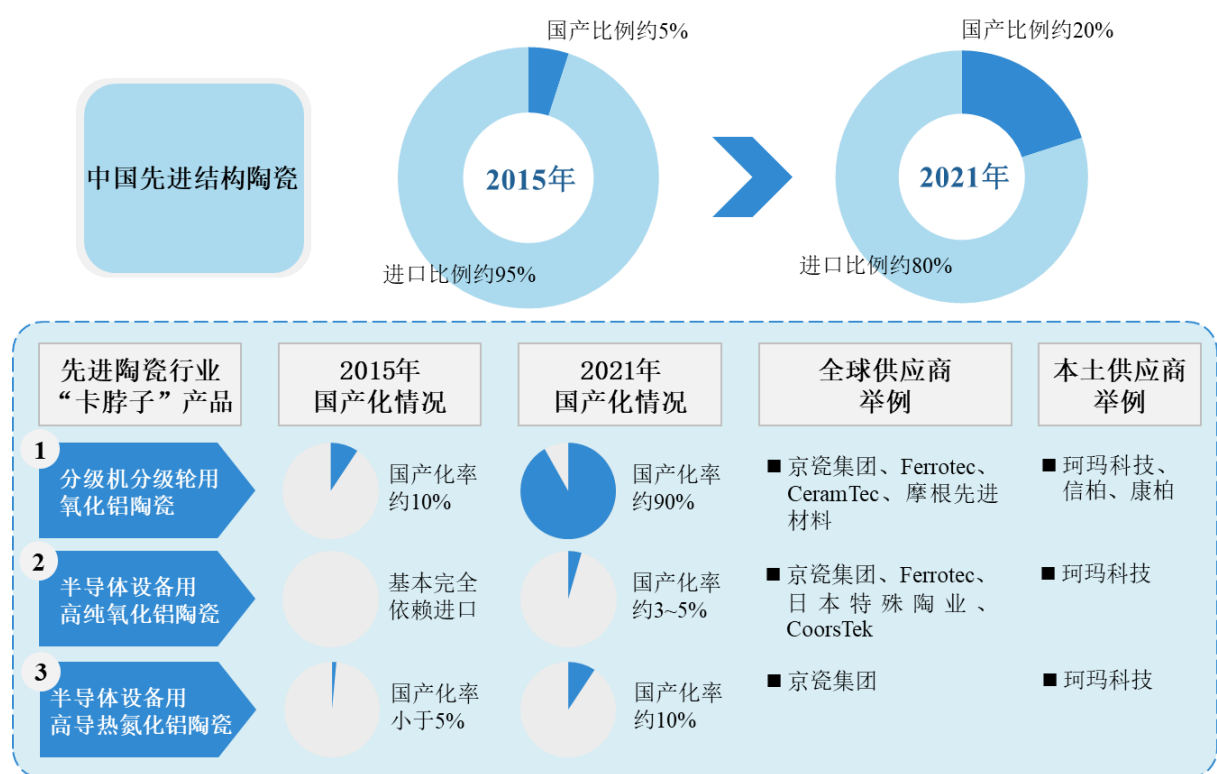 国产比例约5%
国产比例约20%
中国先进结构陶瓷
2015年
2021年
进口比例约95%
进口比例约80%
先进陶瓷行业
“卡脖子”产品
2015年
国产化情况
2021年
国产化情况
全球供应商
举例
本土供应商
举例
1
分级机分级轮用
氧化铝陶瓷
国产化率
约10%
国产化率
约90%
■ 京瓷集团、Ferrotec、
CeramTec、摩根先进
材料
■ 珂玛科技、
信柏、康柏
2
半导体设备用
高纯氧化铝陶瓷
基本完全
依赖进口
国产化率
约3~5%
■ 京瓷集团、Ferrotec、
日本特殊陶业、
CoorsTek
■ 珂玛科技
3
半导体设备用
高导热氮化铝陶瓷
国产化率
小于5%
国产化率
约10%
■ 京瓷集团
■ 珂玛科技